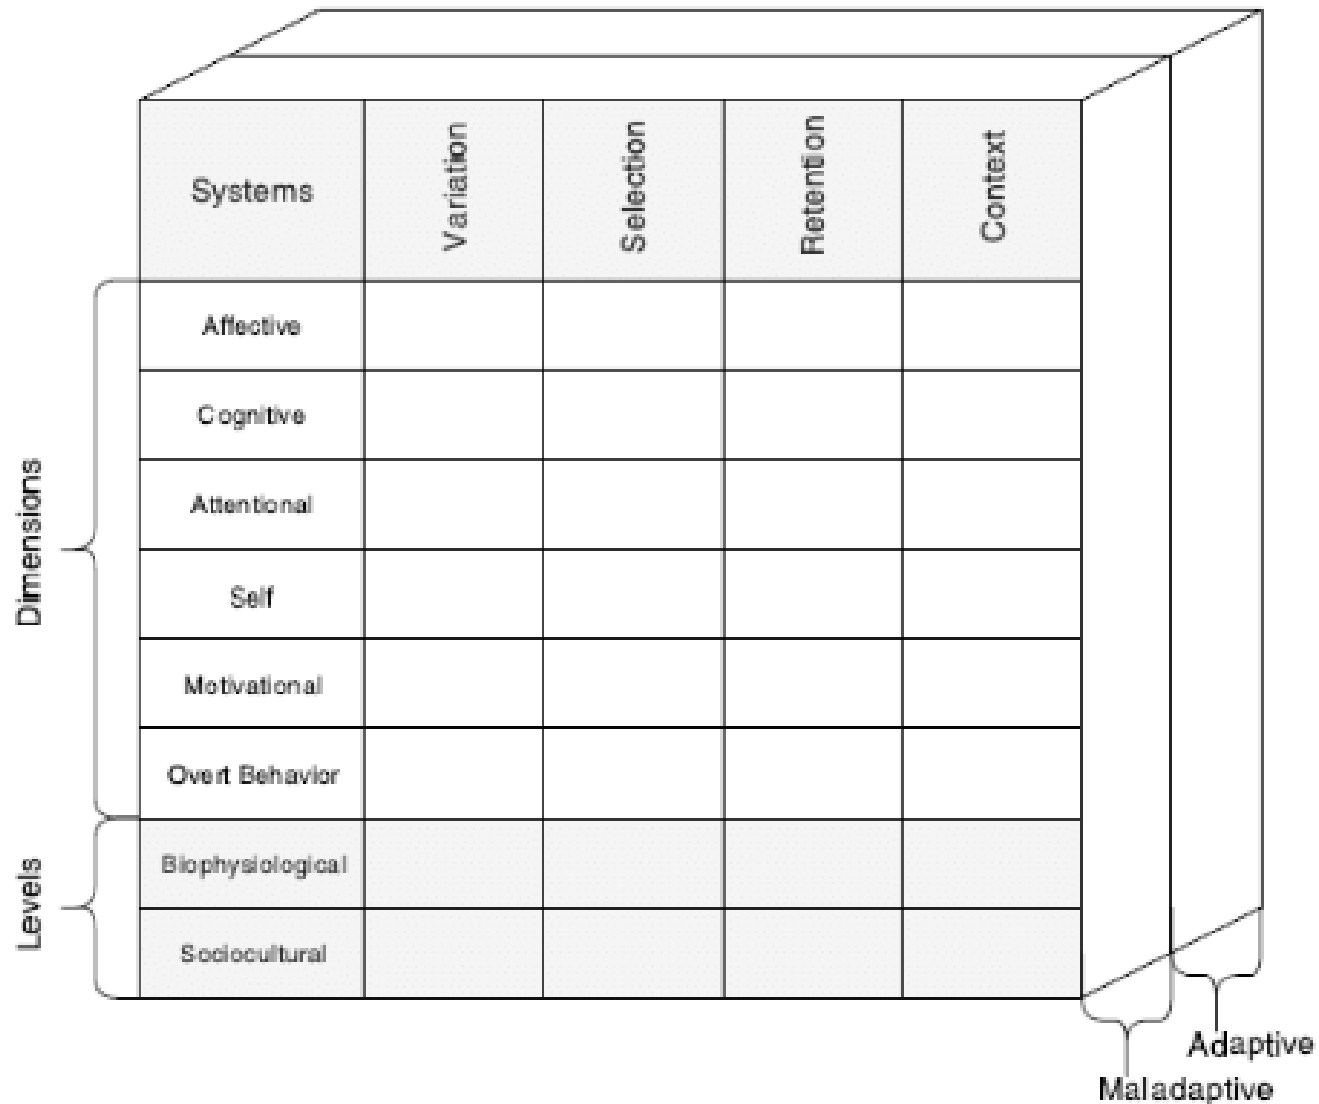 Systems
Variation
Selection
Retention
Context
Dimensions
Affective
Cognitive
Attentional
Self
Motivational
Overt Behavior
Levels
Biophysiological
Sociocultural
Adaptive
Maladaptive